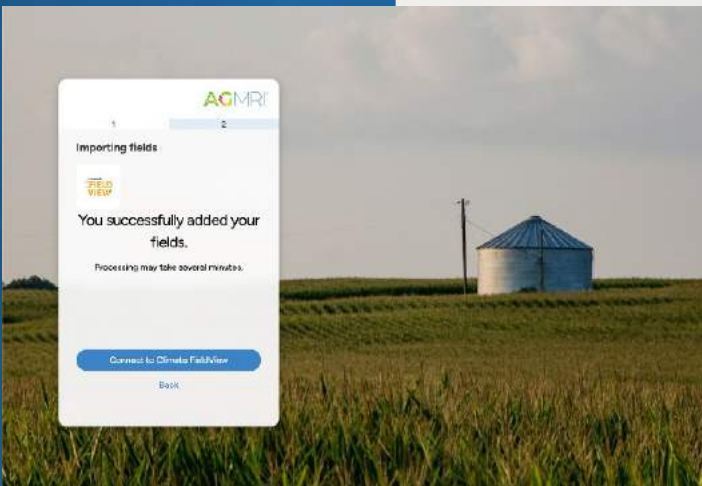 AGMRI
1 2
Importing fields
FIELD
VIEW
You successfully added your
fields.
Processing may take several minutes.
Connect to Climate FieldView
Back